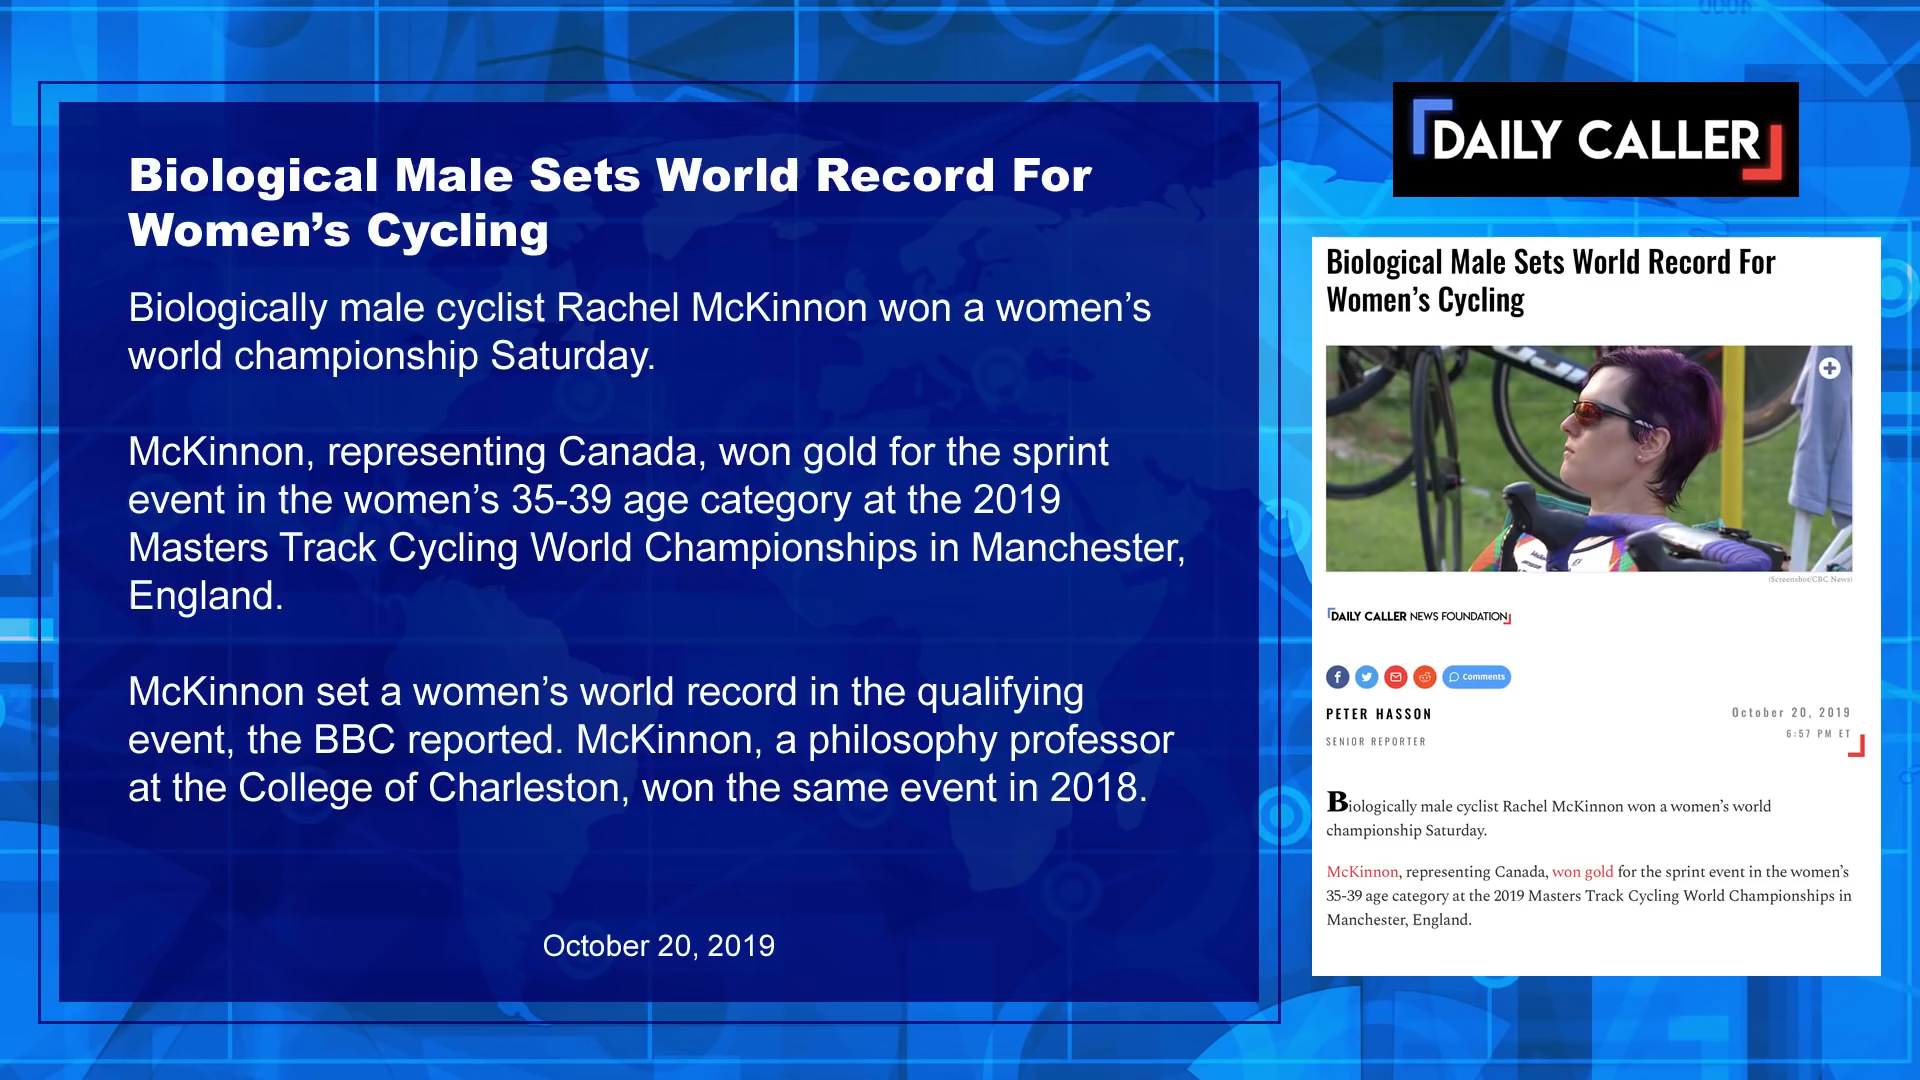 Biological Male Sets World Record For
Women’s Cycling
Biologically male cyclist Rachel McKinnon won a women’s
world championship Saturday.
McKinnon, representing Canada, won gold for the sprint
event in the women’s 35-39 age category at the 2019
Masters Track Cycling World Championships in Manchester,
England.
McKinnon set a women’s world record in the qualifying
event, the BBC reported. McKinnon, a philosophy professor
at the College of Charleston, won the same event in 2018.
October 20, 2019
DAILY CALLER
Biological Male Sets World Record For
Women’s Cycling
(Screenshot/CBC News)
DAILY CALLER NEWS FOUNDATION
Comments
PETER HASSON
October 20, 2019
SENIOR REPORTER
6:57 PM ET
Biologically male cyclist Rachel McKinnon won a women’s world
championship Saturday.
McKinnon, representing Canada, won gold for the sprint event in the women’s
35-39 age category at the 2019 Masters Track Cycling World Championships in
Manchester, England.